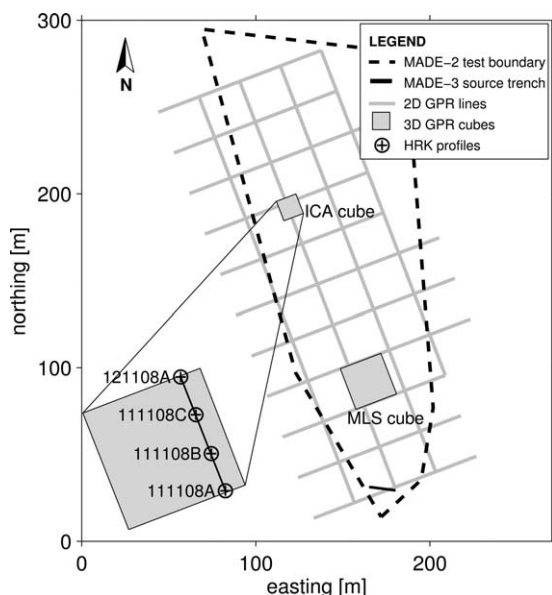 300
200
100
0
northing [m]
N
LEGEND
MADE-2 test boundary
MADE-3 source trench
2D GPR lines
3D GPR cubes
HRK profiles
ICA cube
MLS cube
121108A
111108C
111108B
111108A
0
100
200
easting [m]